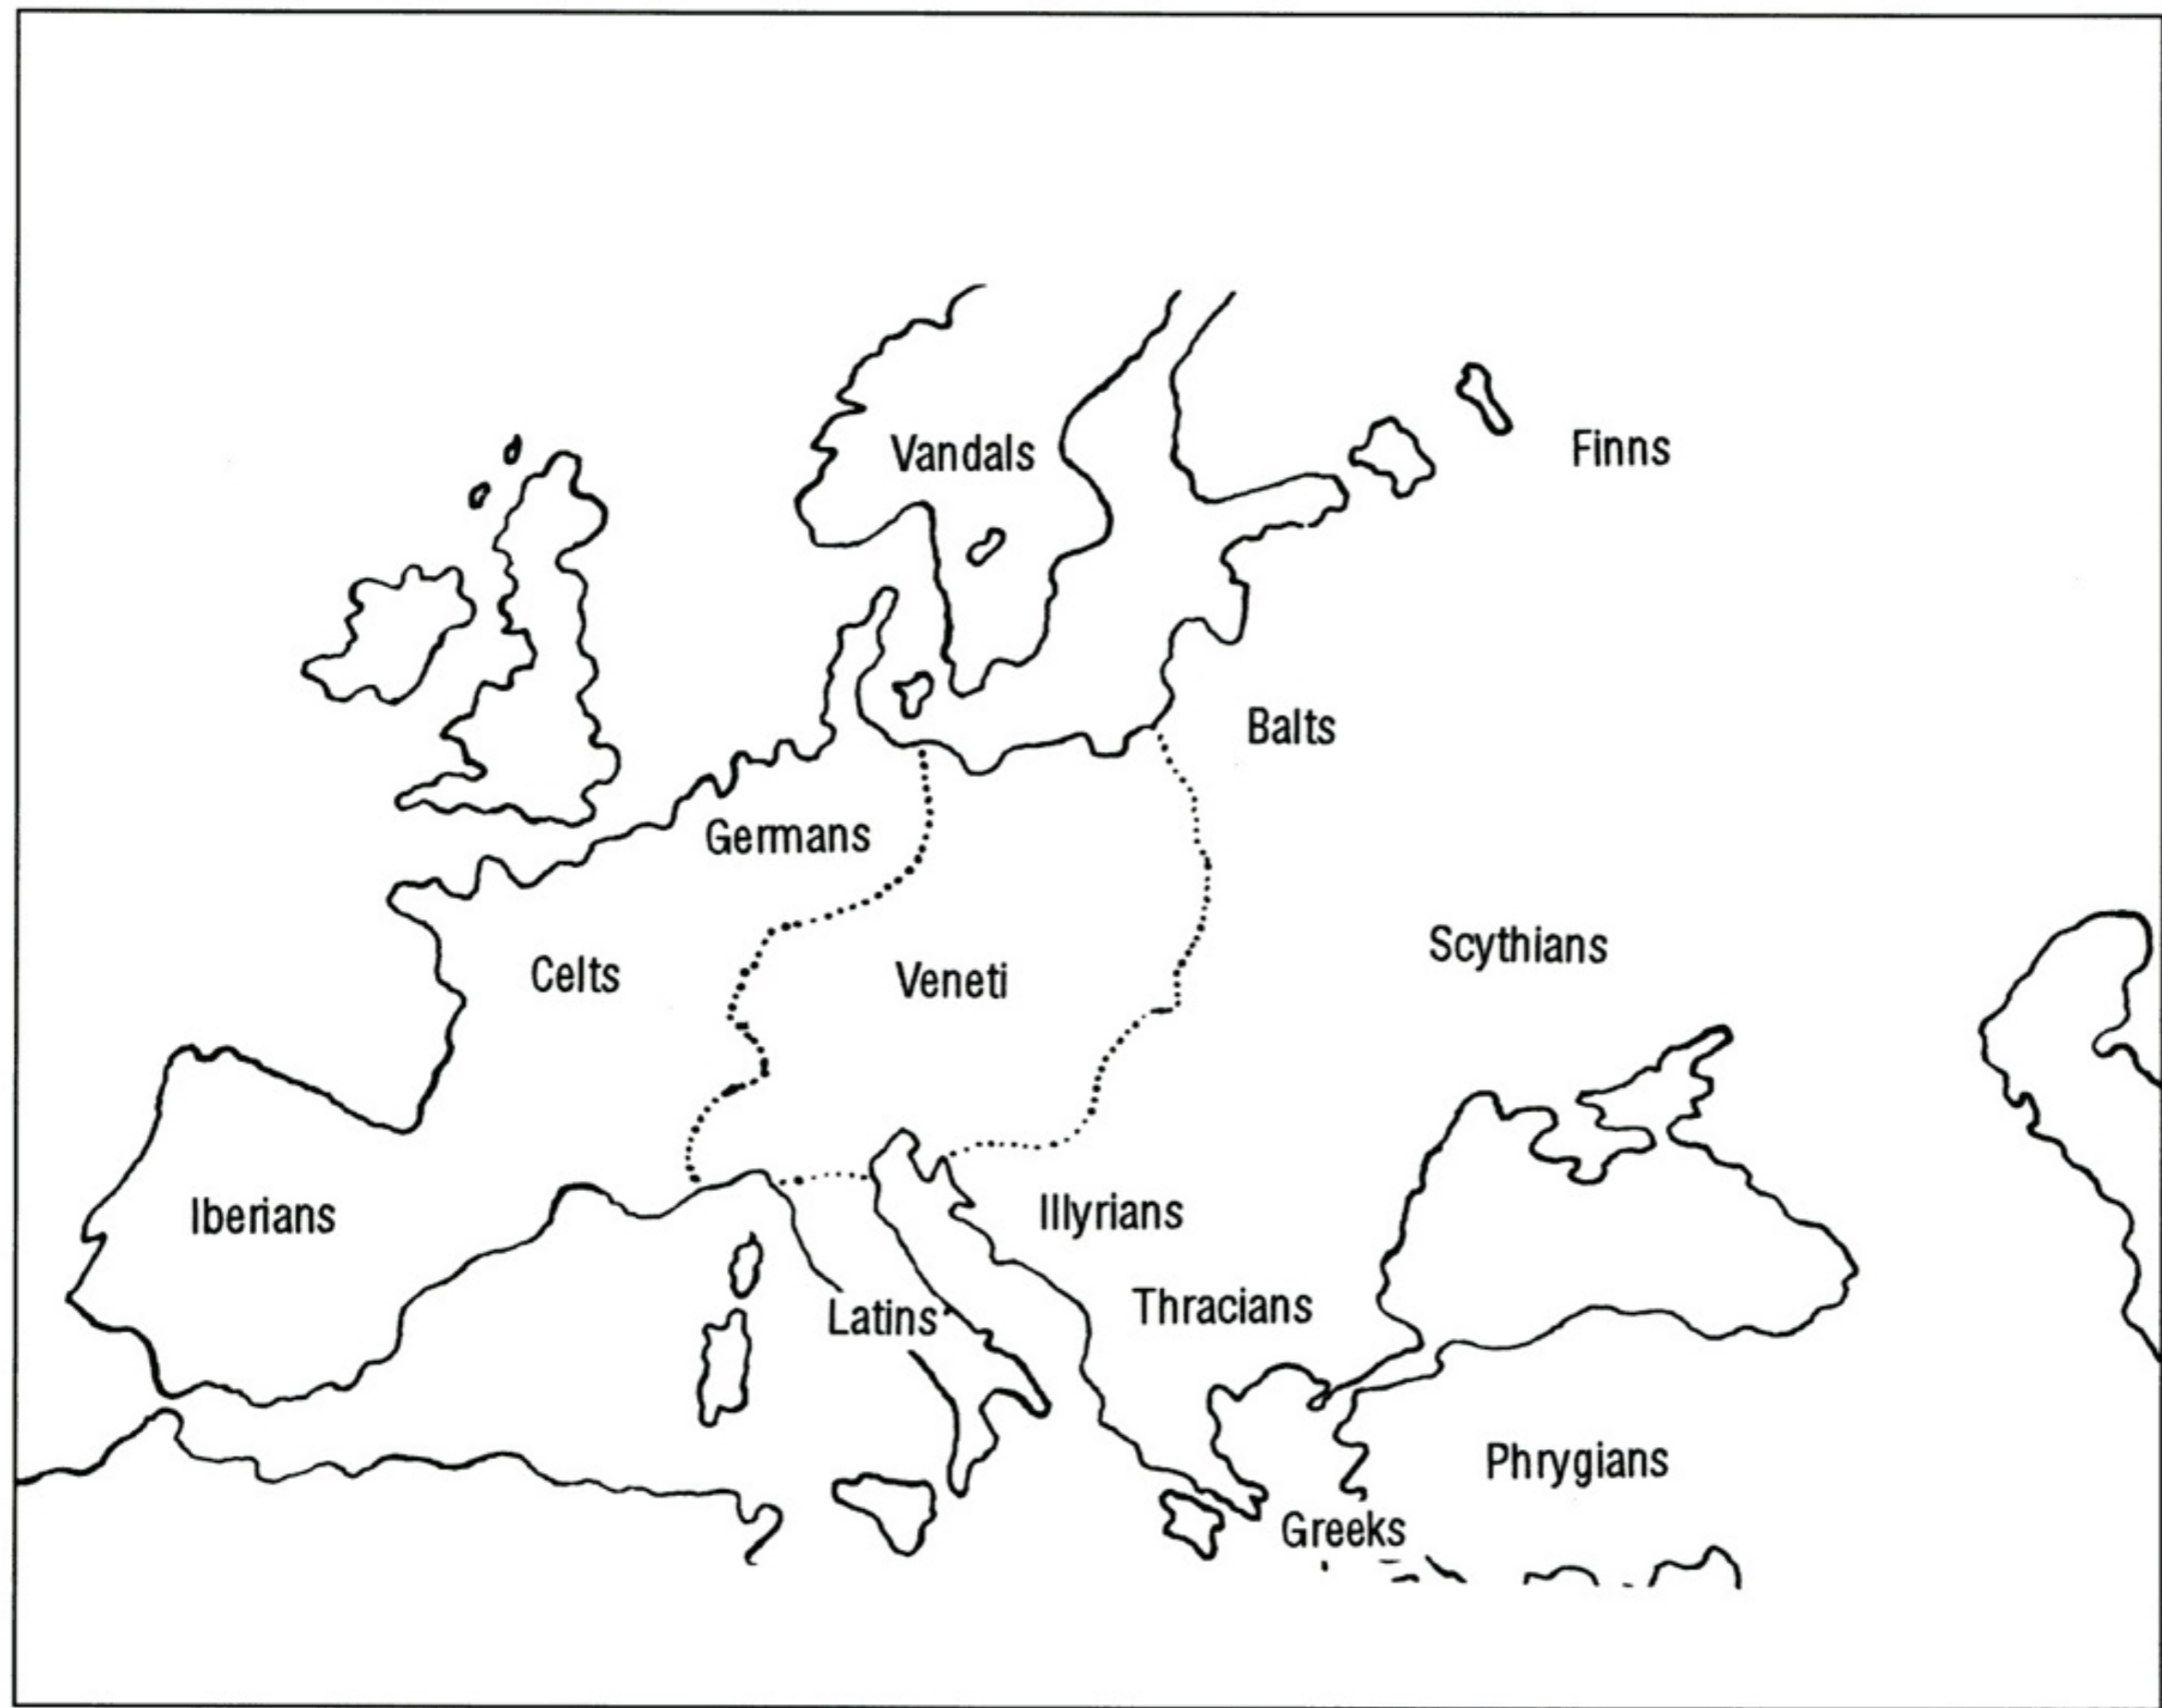 Vandals
Finns
Balts
Germans
Scythians
Celts
Veneti
Iberians
Illyrians
Thracians
Latins
Phrygians
Greeks